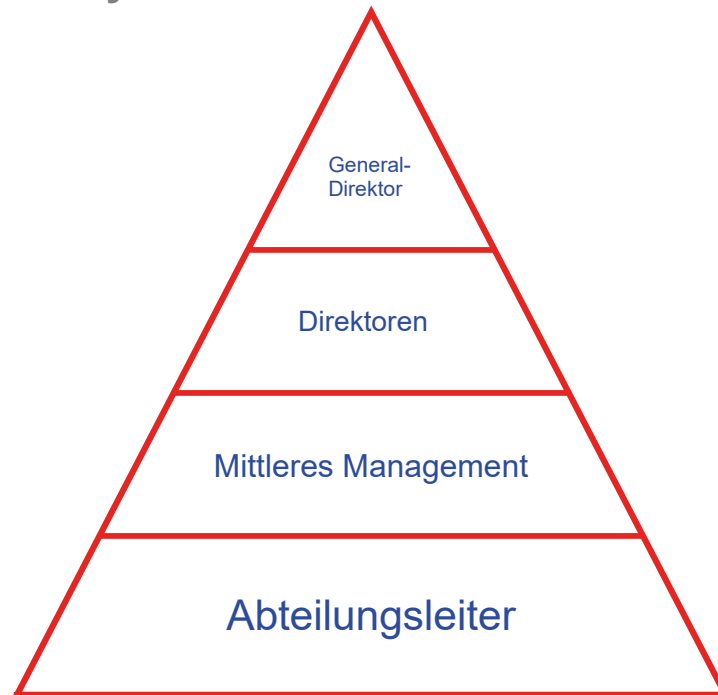 General-
Direktor
Direktoren
Mittleres Management
Abteilungsleiter